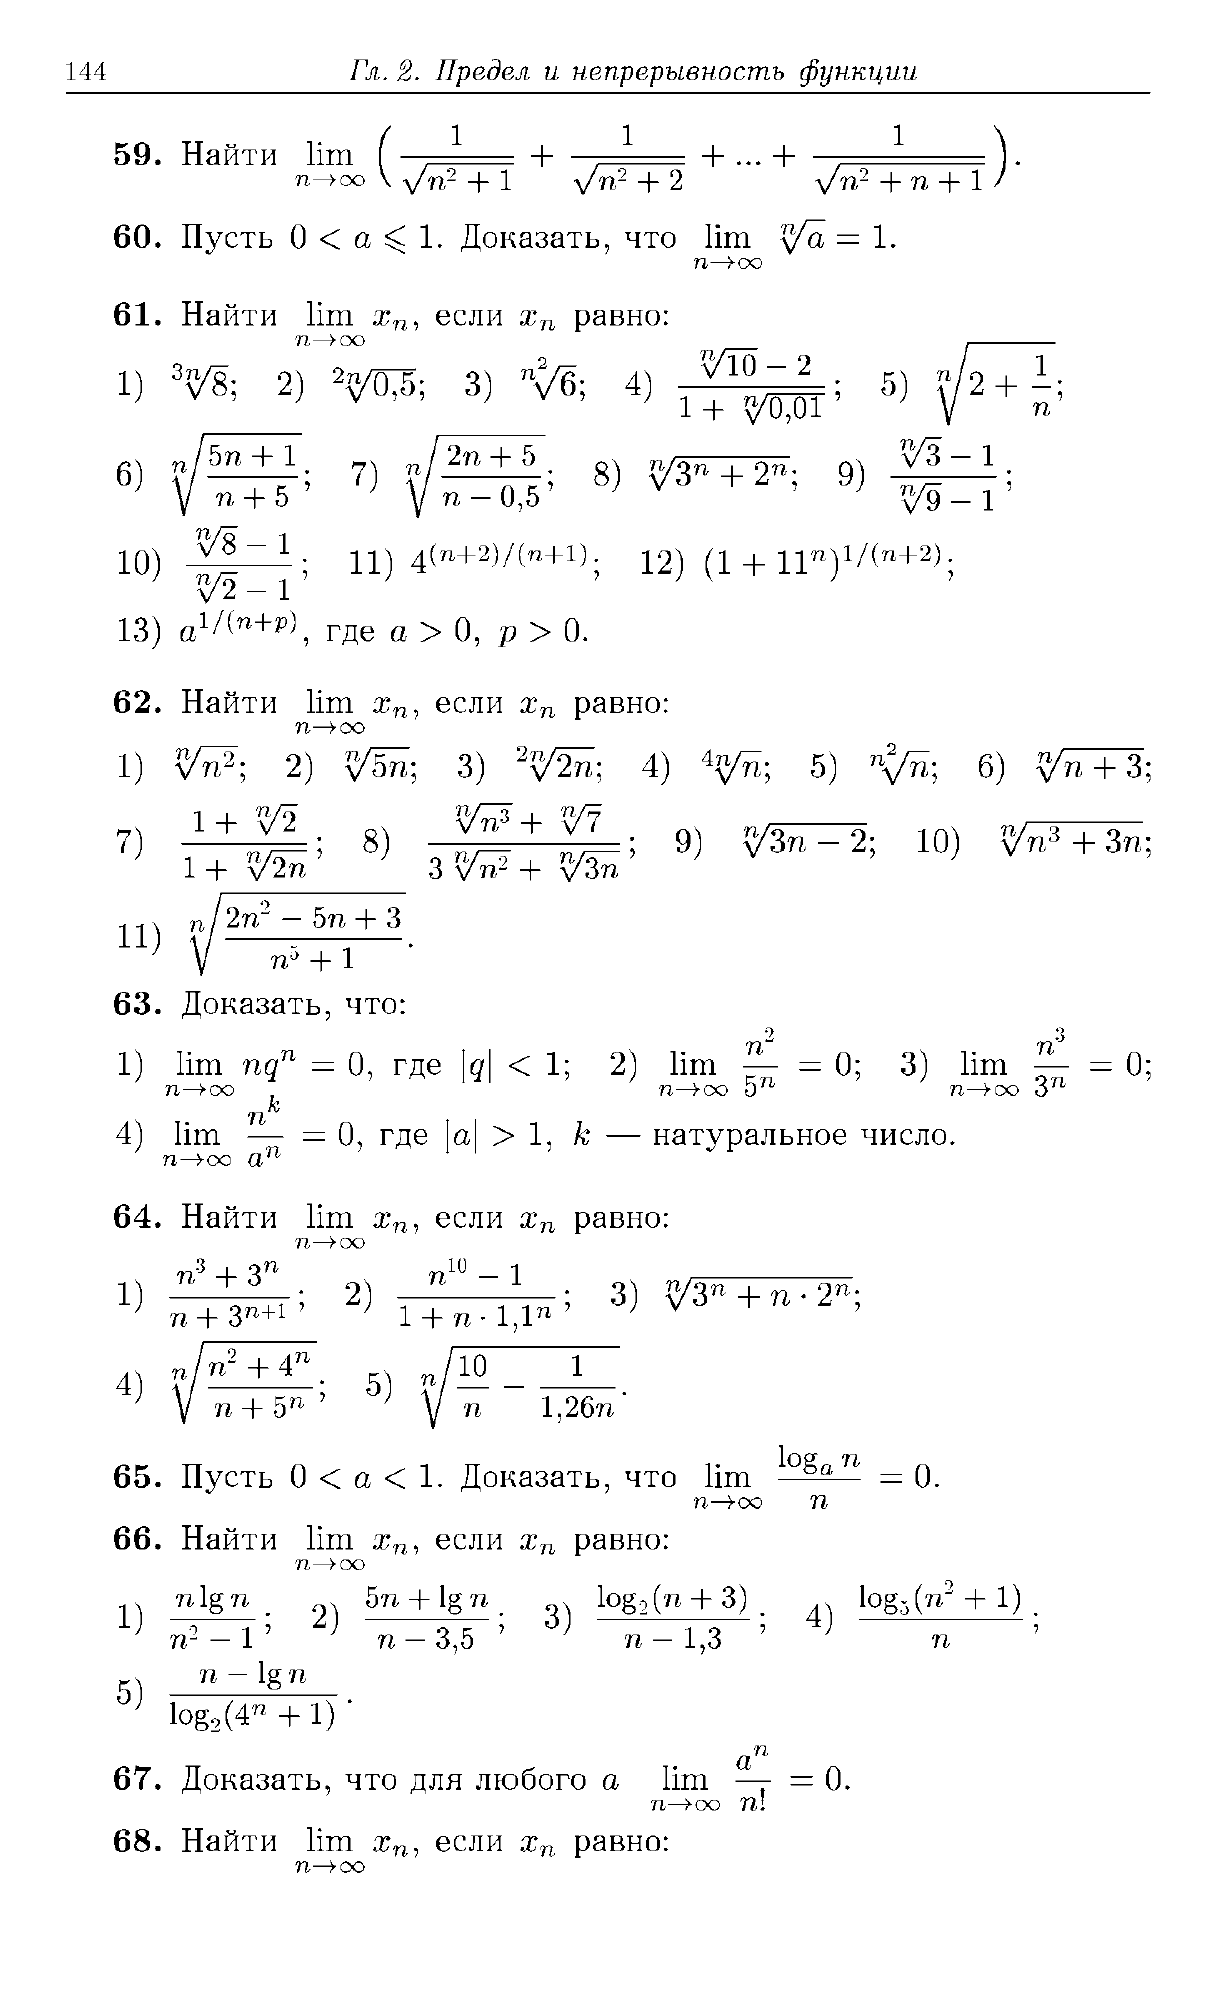 144 Гл. 2. Предел и непрерывность функции
59. Найти $\lim\limits_{n\to\infty} \left( \frac{1}{\sqrt{n^2+1}} + \frac{1}{\sqrt{n^2+2}} + ... + \frac{1}{\sqrt{n^2+n+1}} \right)$.
60. Пусть $0 < a \leqslant 1$. Доказать, что $\lim\limits_{n\to\infty} \sqrt[n]{a} = 1$.
61. Найти $\lim\limits_{n\to\infty} x_n$, если $x_n$ равно:
1) $\sqrt[3n]{8}$; 2) $\sqrt[2n]{0,5}$; 3) $\sqrt[n^2]{6}$; 4) $\frac{\sqrt[n]{10}-2}{1+\sqrt[n]{0,01}}$; 5) $\sqrt[n]{2+\frac{1}{n}}$;
6) $\sqrt[n]{\frac{5n+1}{n+5}}$; 7) $\sqrt[n]{\frac{2n+5}{n-0,5}}$; 8) $\sqrt[n]{3^n+2^n}$; 9) $\frac{\sqrt[n]{3}-1}{\sqrt[n]{9}-1}$;
10) $\frac{\sqrt[n]{8}-1}{\sqrt[n]{2}-1}$; 11) $4^{(n+2)/(n+1)}$; 12) $(1+11^n)^{1/(n+2)}$;
13) $a^{1/(n+p)}$, где $a > 0$, $p > 0$.
62. Найти $\lim\limits_{n\to\infty} x_n$, если $x_n$ равно:
1) $\sqrt[n]{n^2}$; 2) $\sqrt[n]{5n}$; 3) $\sqrt[2n]{2n}$; 4) $\sqrt[4n]{n}$; 5) $\sqrt[n^2]{n}$; 6) $\sqrt[n]{n+3}$;
7) $\frac{1+\sqrt[n]{2}}{1+\sqrt[n]{2n}}$; 8) $\frac{\sqrt[n]{n^3}+\sqrt[n]{7}}{3\sqrt[n]{n^2}+\sqrt[n]{3n}}$; 9) $\sqrt[n]{3n-2}$; 10) $\sqrt[n]{n^3+3n}$;
11) $\sqrt[n]{\frac{2n^2-5n+3}{n^5+1}}$.
63. Доказать, что:
1) $\lim\limits_{n\to\infty} nq^n = 0$, где $|q| < 1$; 2) $\lim\limits_{n\to\infty} \frac{n^2}{5^n} = 0$; 3) $\lim\limits_{n\to\infty} \frac{n^3}{3^n} = 0$;
4) $\lim\limits_{n\to\infty} \frac{n^k}{a^n} = 0$, где $|a| > 1$, $k$ — натуральное число.
64. Найти $\lim\limits_{n\to\infty} x_n$, если $x_n$ равно:
1) $\frac{n^3+3^n}{n+3^{n+1}}$; 2) $\frac{n^{10}-1}{1+n\cdot 1,1^n}$; 3) $\sqrt[n]{3^n+n\cdot 2^n}$;
4) $\sqrt[n]{\frac{n^2+4^n}{n+5^n}}$; 5) $\sqrt[n]{\frac{10}{n}-\frac{1}{1,26n}}$.
65. Пусть $0 < a < 1$. Доказать, что $\lim\limits_{n\to\infty} \frac{\log_a n}{n} = 0$.
66. Найти $\lim\limits_{n\to\infty} x_n$, если $x_n$ равно:
1) $\frac{n\lg n}{n^2-1}$; 2) $\frac{5n+\lg n}{n-3,5}$; 3) $\frac{\log_2(n+3)}{n-1,3}$; 4) $\frac{\log_5(n^2+1)}{n}$;
5) $\frac{n-\lg n}{\log_2(4^n+1)}$.
67. Доказать, что для любого $a$ $\lim\limits_{n\to\infty} \frac{a^n}{n!} = 0$.
68. Найти $\lim\limits_{n\to\infty} x_n$, если $x_n$ равно: